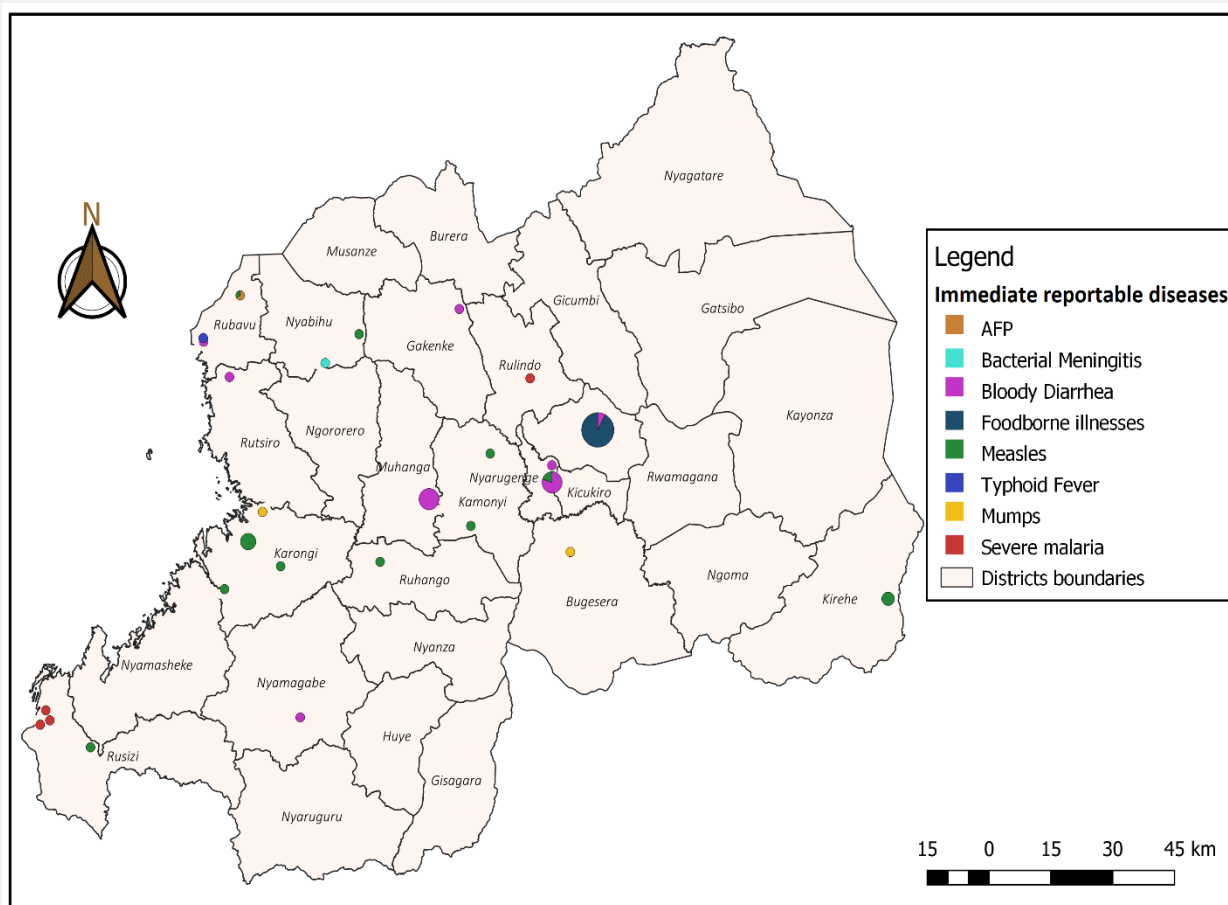 N
Nyagatare
Burera
Musanze
Gicumbi
Gatsibo
Rubavu
Nyabihu
Gakenke
Rulindo
Kayonza
Rutsiro
Ngororero
Muhanga
Nyarugenge
Rwamagana
Kicukiro
Kamonyi
Karongi
Ruhango
Ngoma
Bugesera
Kirehe
Nyanza
Nyamasheke
Nyamagabe
Huye
Rusizi
Gisagara
Nyaruguru
Legend
Immediate reportable diseases
AFP
Bacterial Meningitis
Bloody Diarrhea
Foodborne illnesses
Measles
Typhoid Fever
Mumps
Severe malaria
Districts boundaries
15 0 15 30 45 km